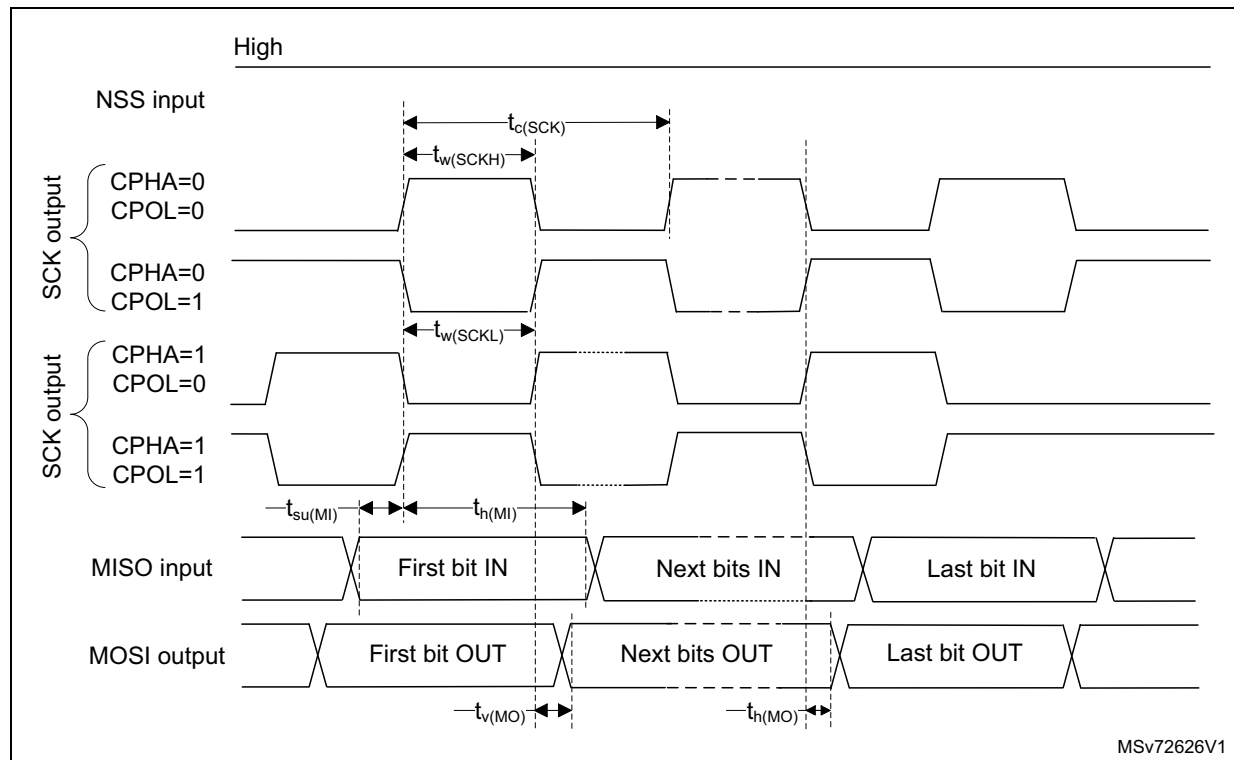 High
NSS input
tc(SCK)
tw(SCKH)
SCK output
CPHA=0
CPOL=0
CPHA=0
CPOL=1
tw(SCKL)
SCK output
CPHA=1
CPOL=0
CPHA=1
CPOL=1
tsu(MI)
th(MI)
MISO input
First bit IN
Next bits IN
Last bit IN
MOSI output
First bit OUT
Next bits OUT
Last bit OUT
tv(MO)
th(MO)
MSv72626V1